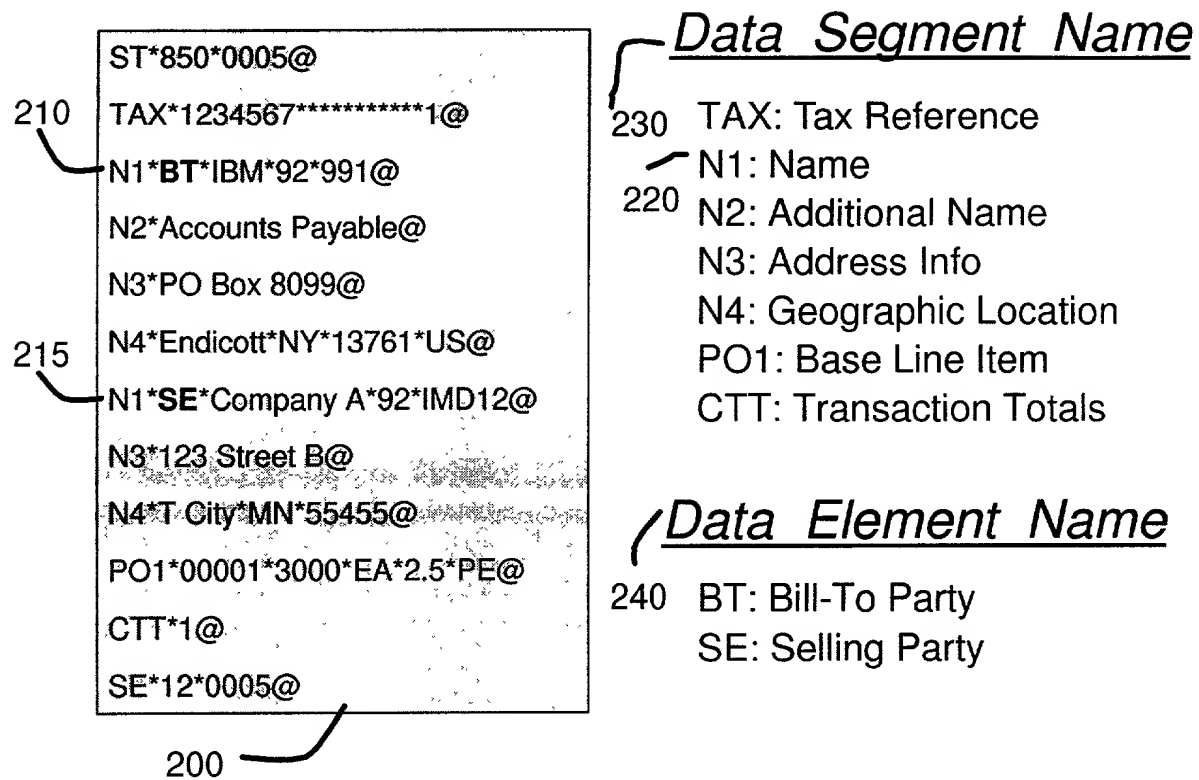 ST*850*0005@
TAX*1234567***********1@
210
N1*BT*IBM*92*991@
N2*Accounts Payable@
N3*PO Box 8099@
N4*Endicott*NY*13761*US@
215
N1*SE*Company A*92*IMD12@
N3*123 Street B@
N4*T City*MN*55455@
PO1*00001*3000*EA*2.5*PE@
CTT*1@
SE*12*0005@
200
Data Segment Name
230
TAX: Tax Reference
N1: Name
220
N2: Additional Name
N3: Address Info
N4: Geographic Location
PO1: Base Line Item
CTT: Transaction Totals
Data Element Name
240
BT: Bill-To Party
SE: Selling Party